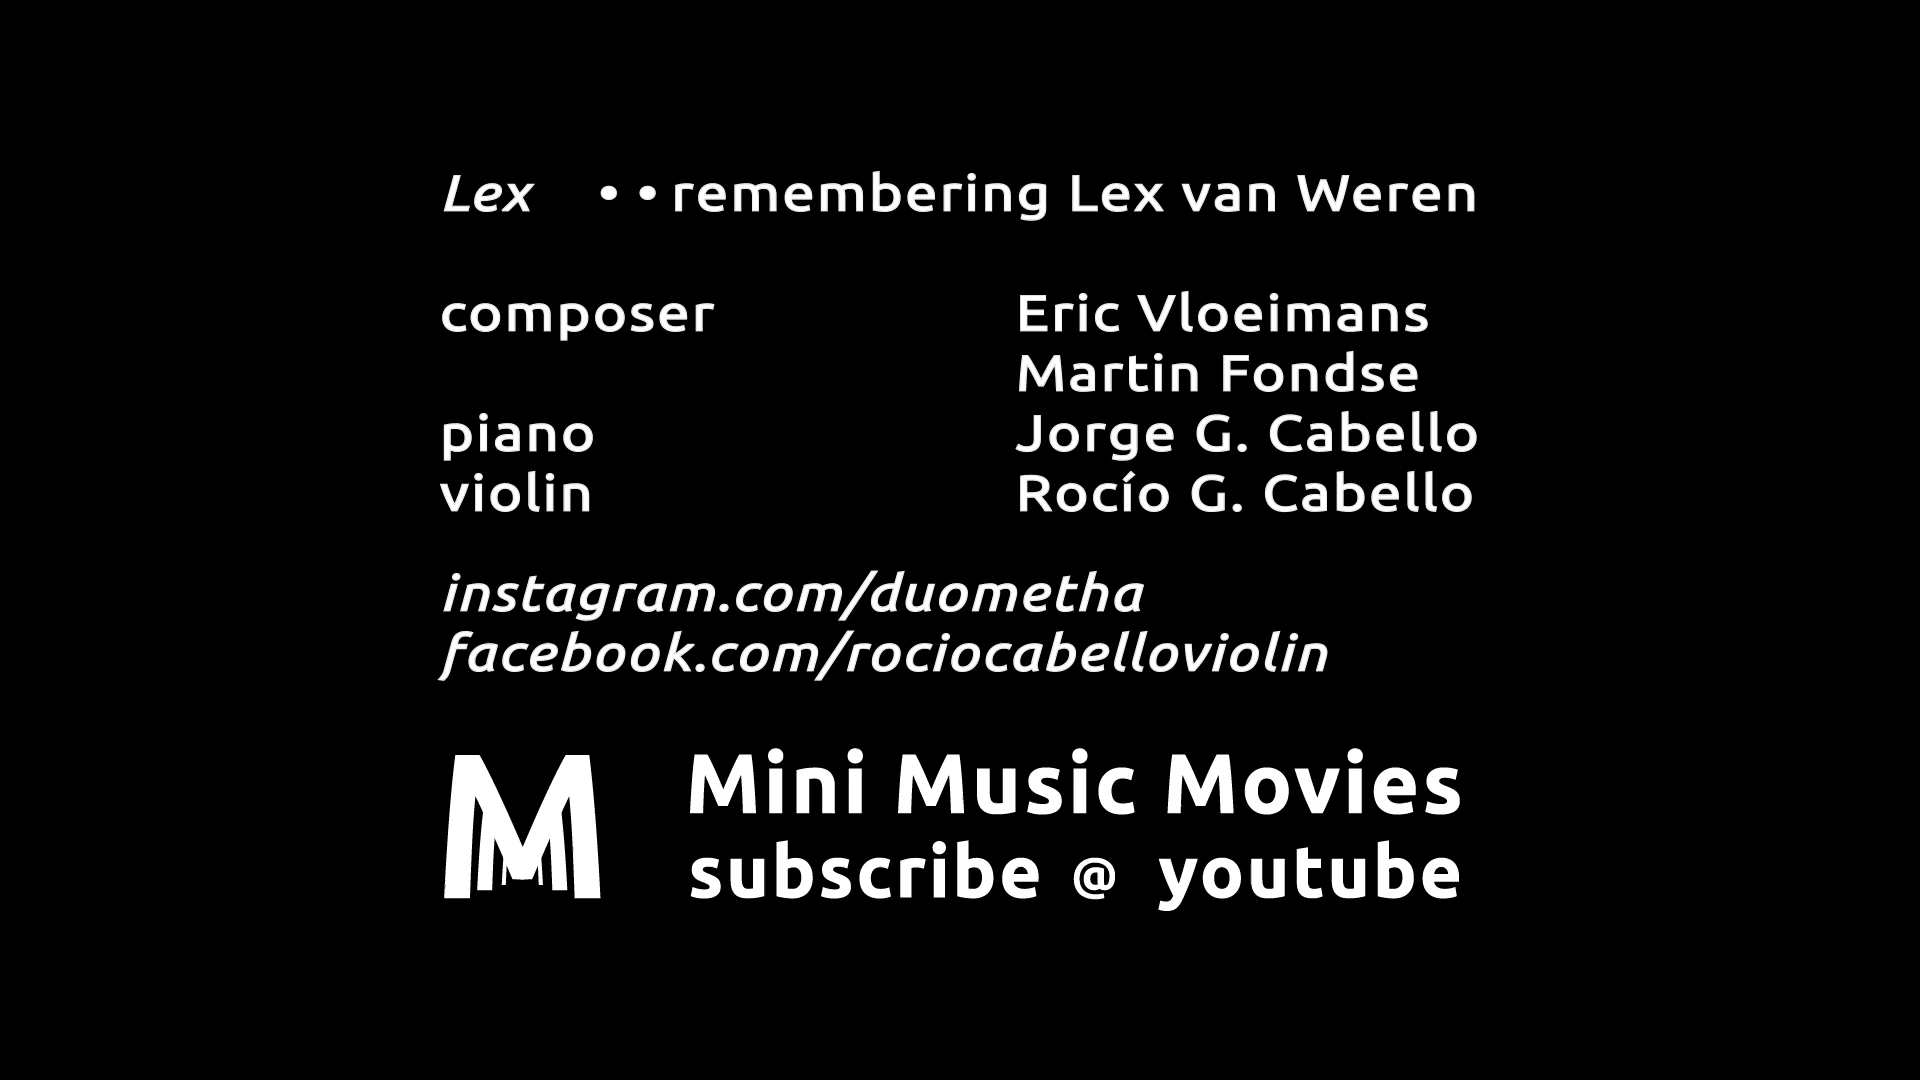 Lex •• remembering Lex van Weren
composer Eric Vloeimans
Martin Fondse
piano Jorge G. Cabello
violin Rocío G. Cabello
instagram.com/duometha
facebook.com/rociocabelloviolin
M Mini Music Movies
subscribe @ youtube